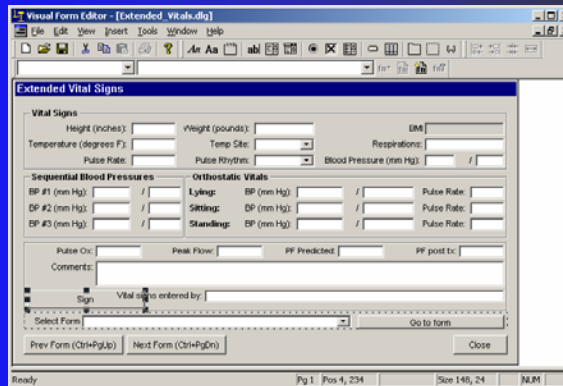 Visual Form Editor - [Extended_Vitals.dlg]
File Edit View Insert Tools Window Help
Extended Vital Signs
Vital Signs
Height (inches): Weight (pounds): BMI
Temperature (degrees F): Temp Site: Respirations:
Pulse Rate: Pulse Rhythm: Blood Pressure (mm Hg): /
Sequential Blood Pressures Orthostatic Vitals
BP #1 (mm Hg): / Lying: BP (mm Hg): / Pulse Rate:
BP #2 (mm Hg): / Sitting: BP (mm Hg): / Pulse Rate:
BP #3 (mm Hg): / Standing: BP (mm Hg): / Pulse Rate:
Pulse Ox: Peak Flow: PF Predicted: PF post tx:
Comments:
Sign Vital signs entered by:
Select Form Go to form
Prev Form (Ctrl+PgUp) Next Form (Ctrl+PgDn) Close
Ready Pg 1 Pos 4, 234 Size 148, 24 NUM